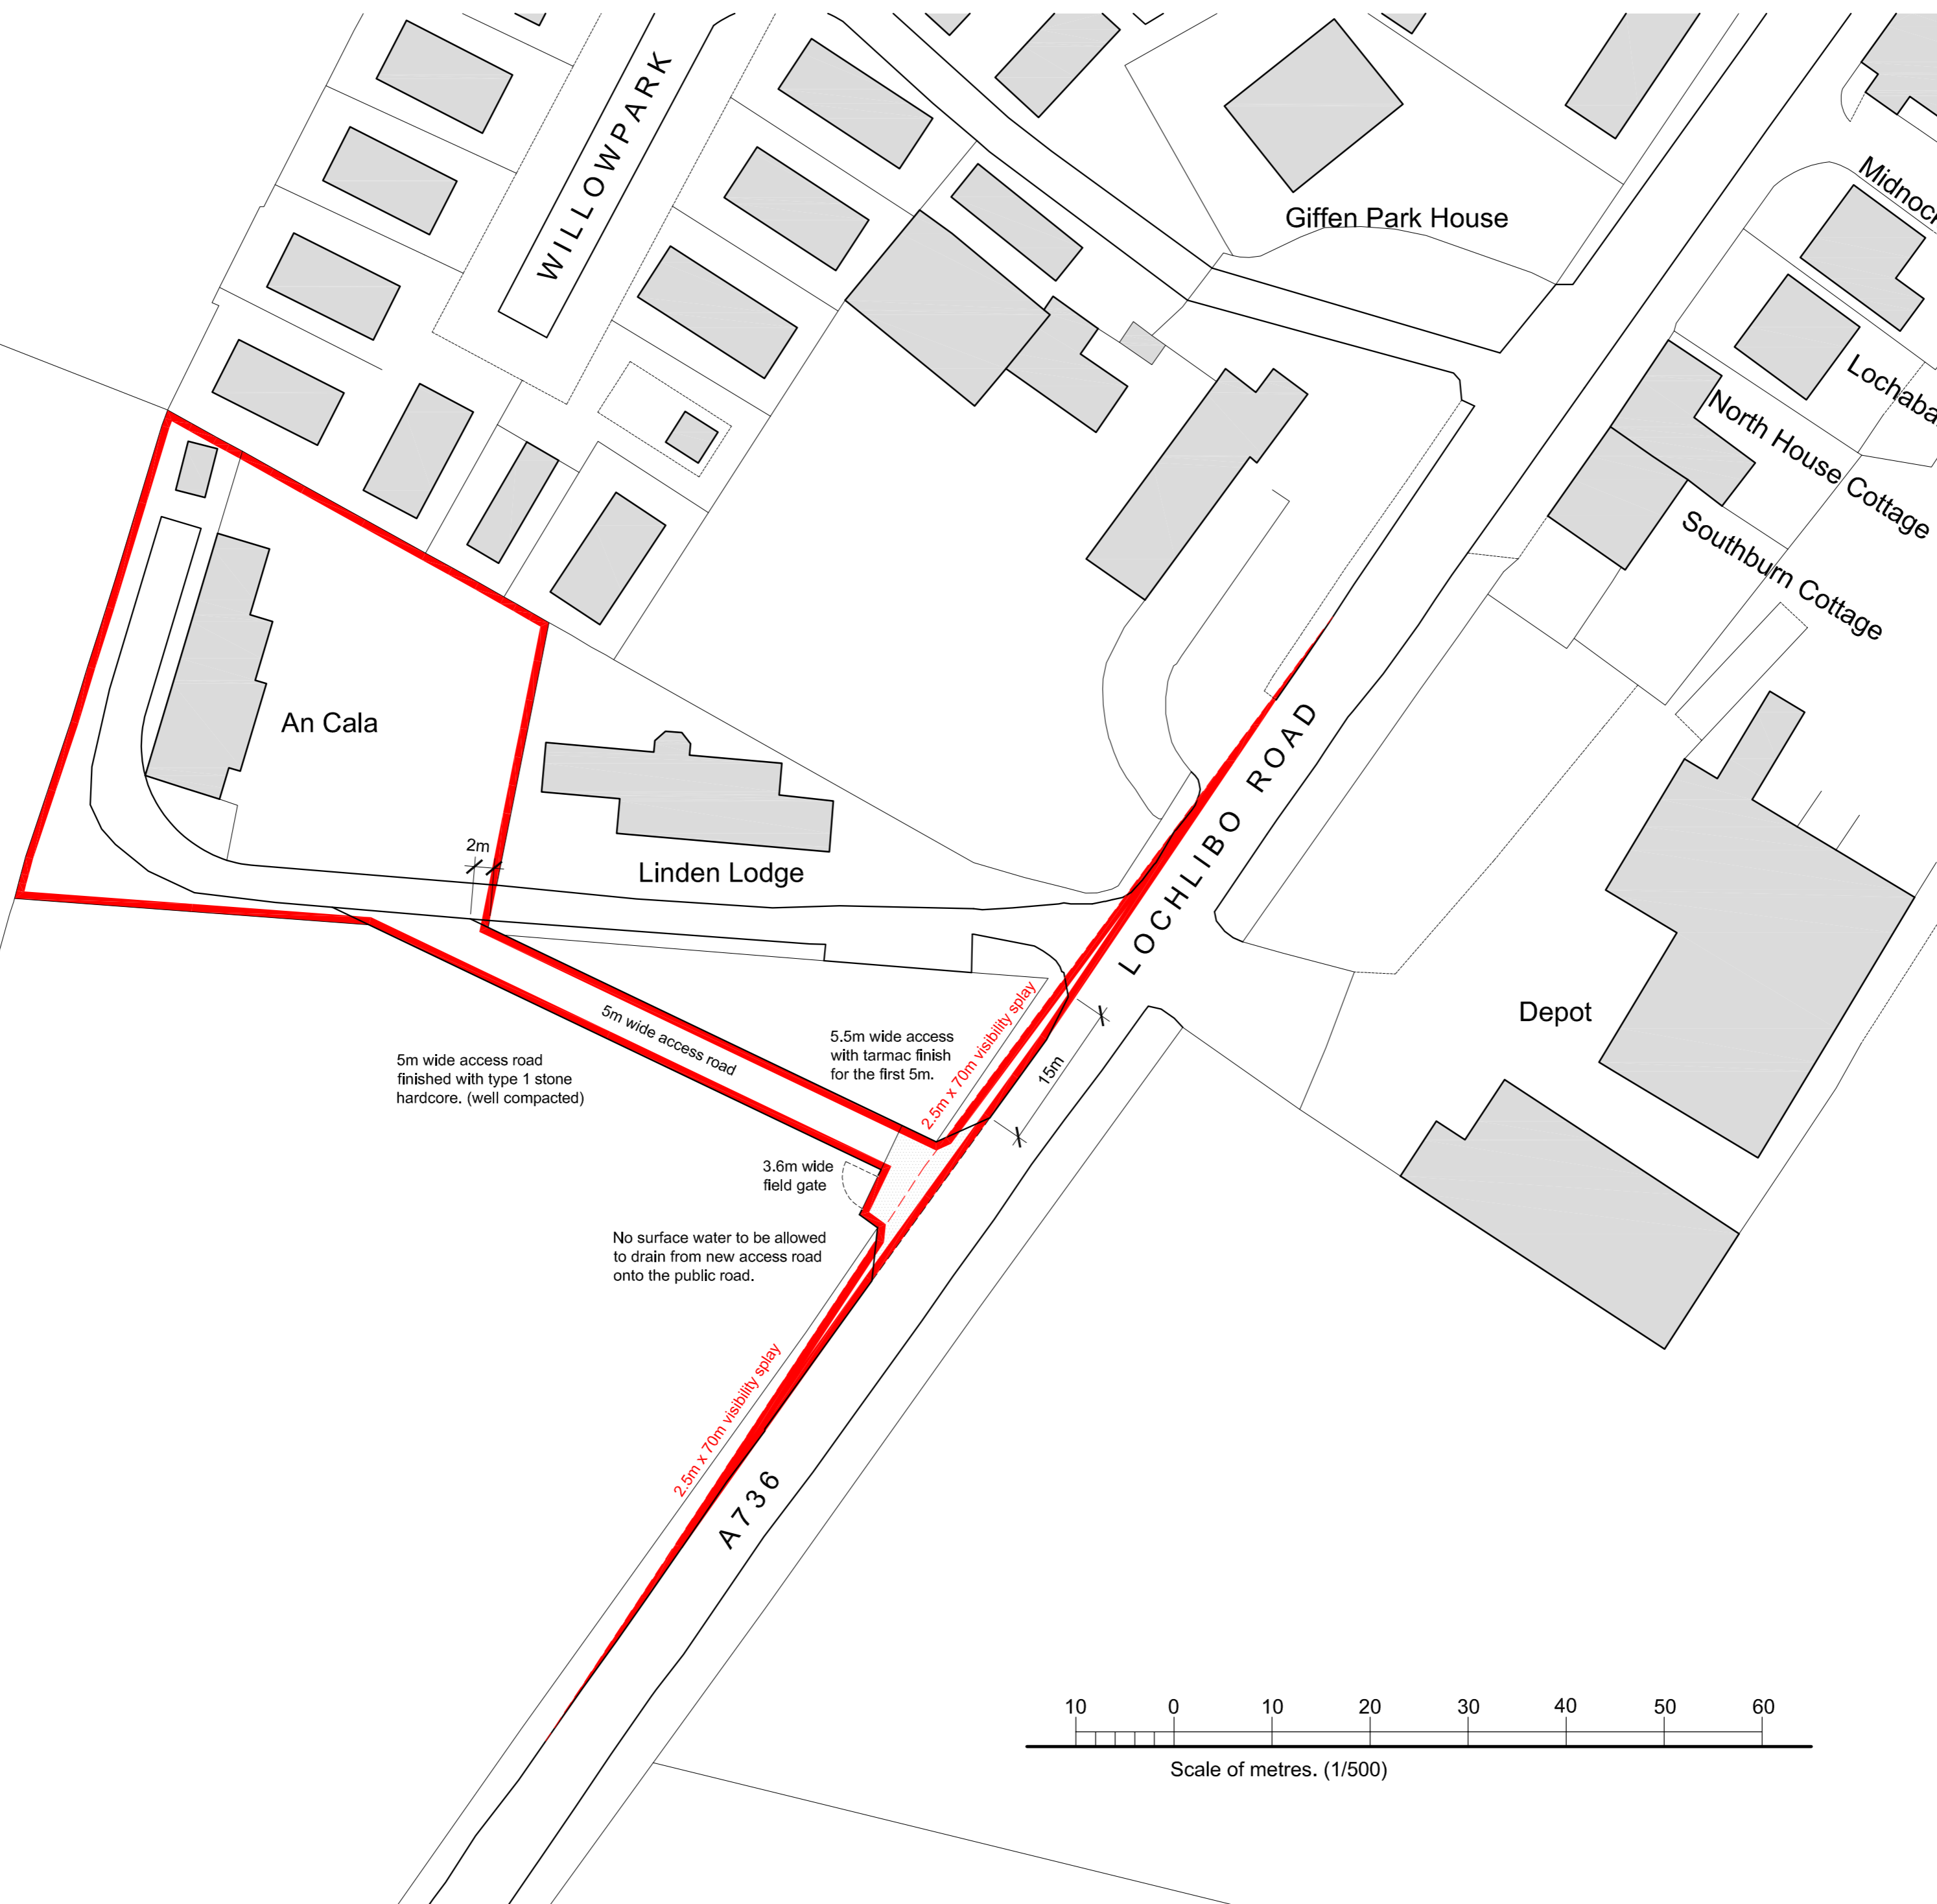 WILLOWPARK
Giffen Park House
North House Cottage
Southburn Cottage
An Cala
Linden Lodge
2m
LOCHLIBO ROAD
Depot
5m wide access road
5.5m wide access
with tarmac finish
for the first 5m.
2.5m x 70m visibility splay
15m
5m wide access road
finished with type 1 stone
hardcore. (well compacted)
3.6m wide
field gate
No surface water to be allowed
to drain from new access road
onto the public road.
2.5m x 70m visibility splay
A736
10 0 10 20 30 40 50 60
Scale of metres. (1/500)